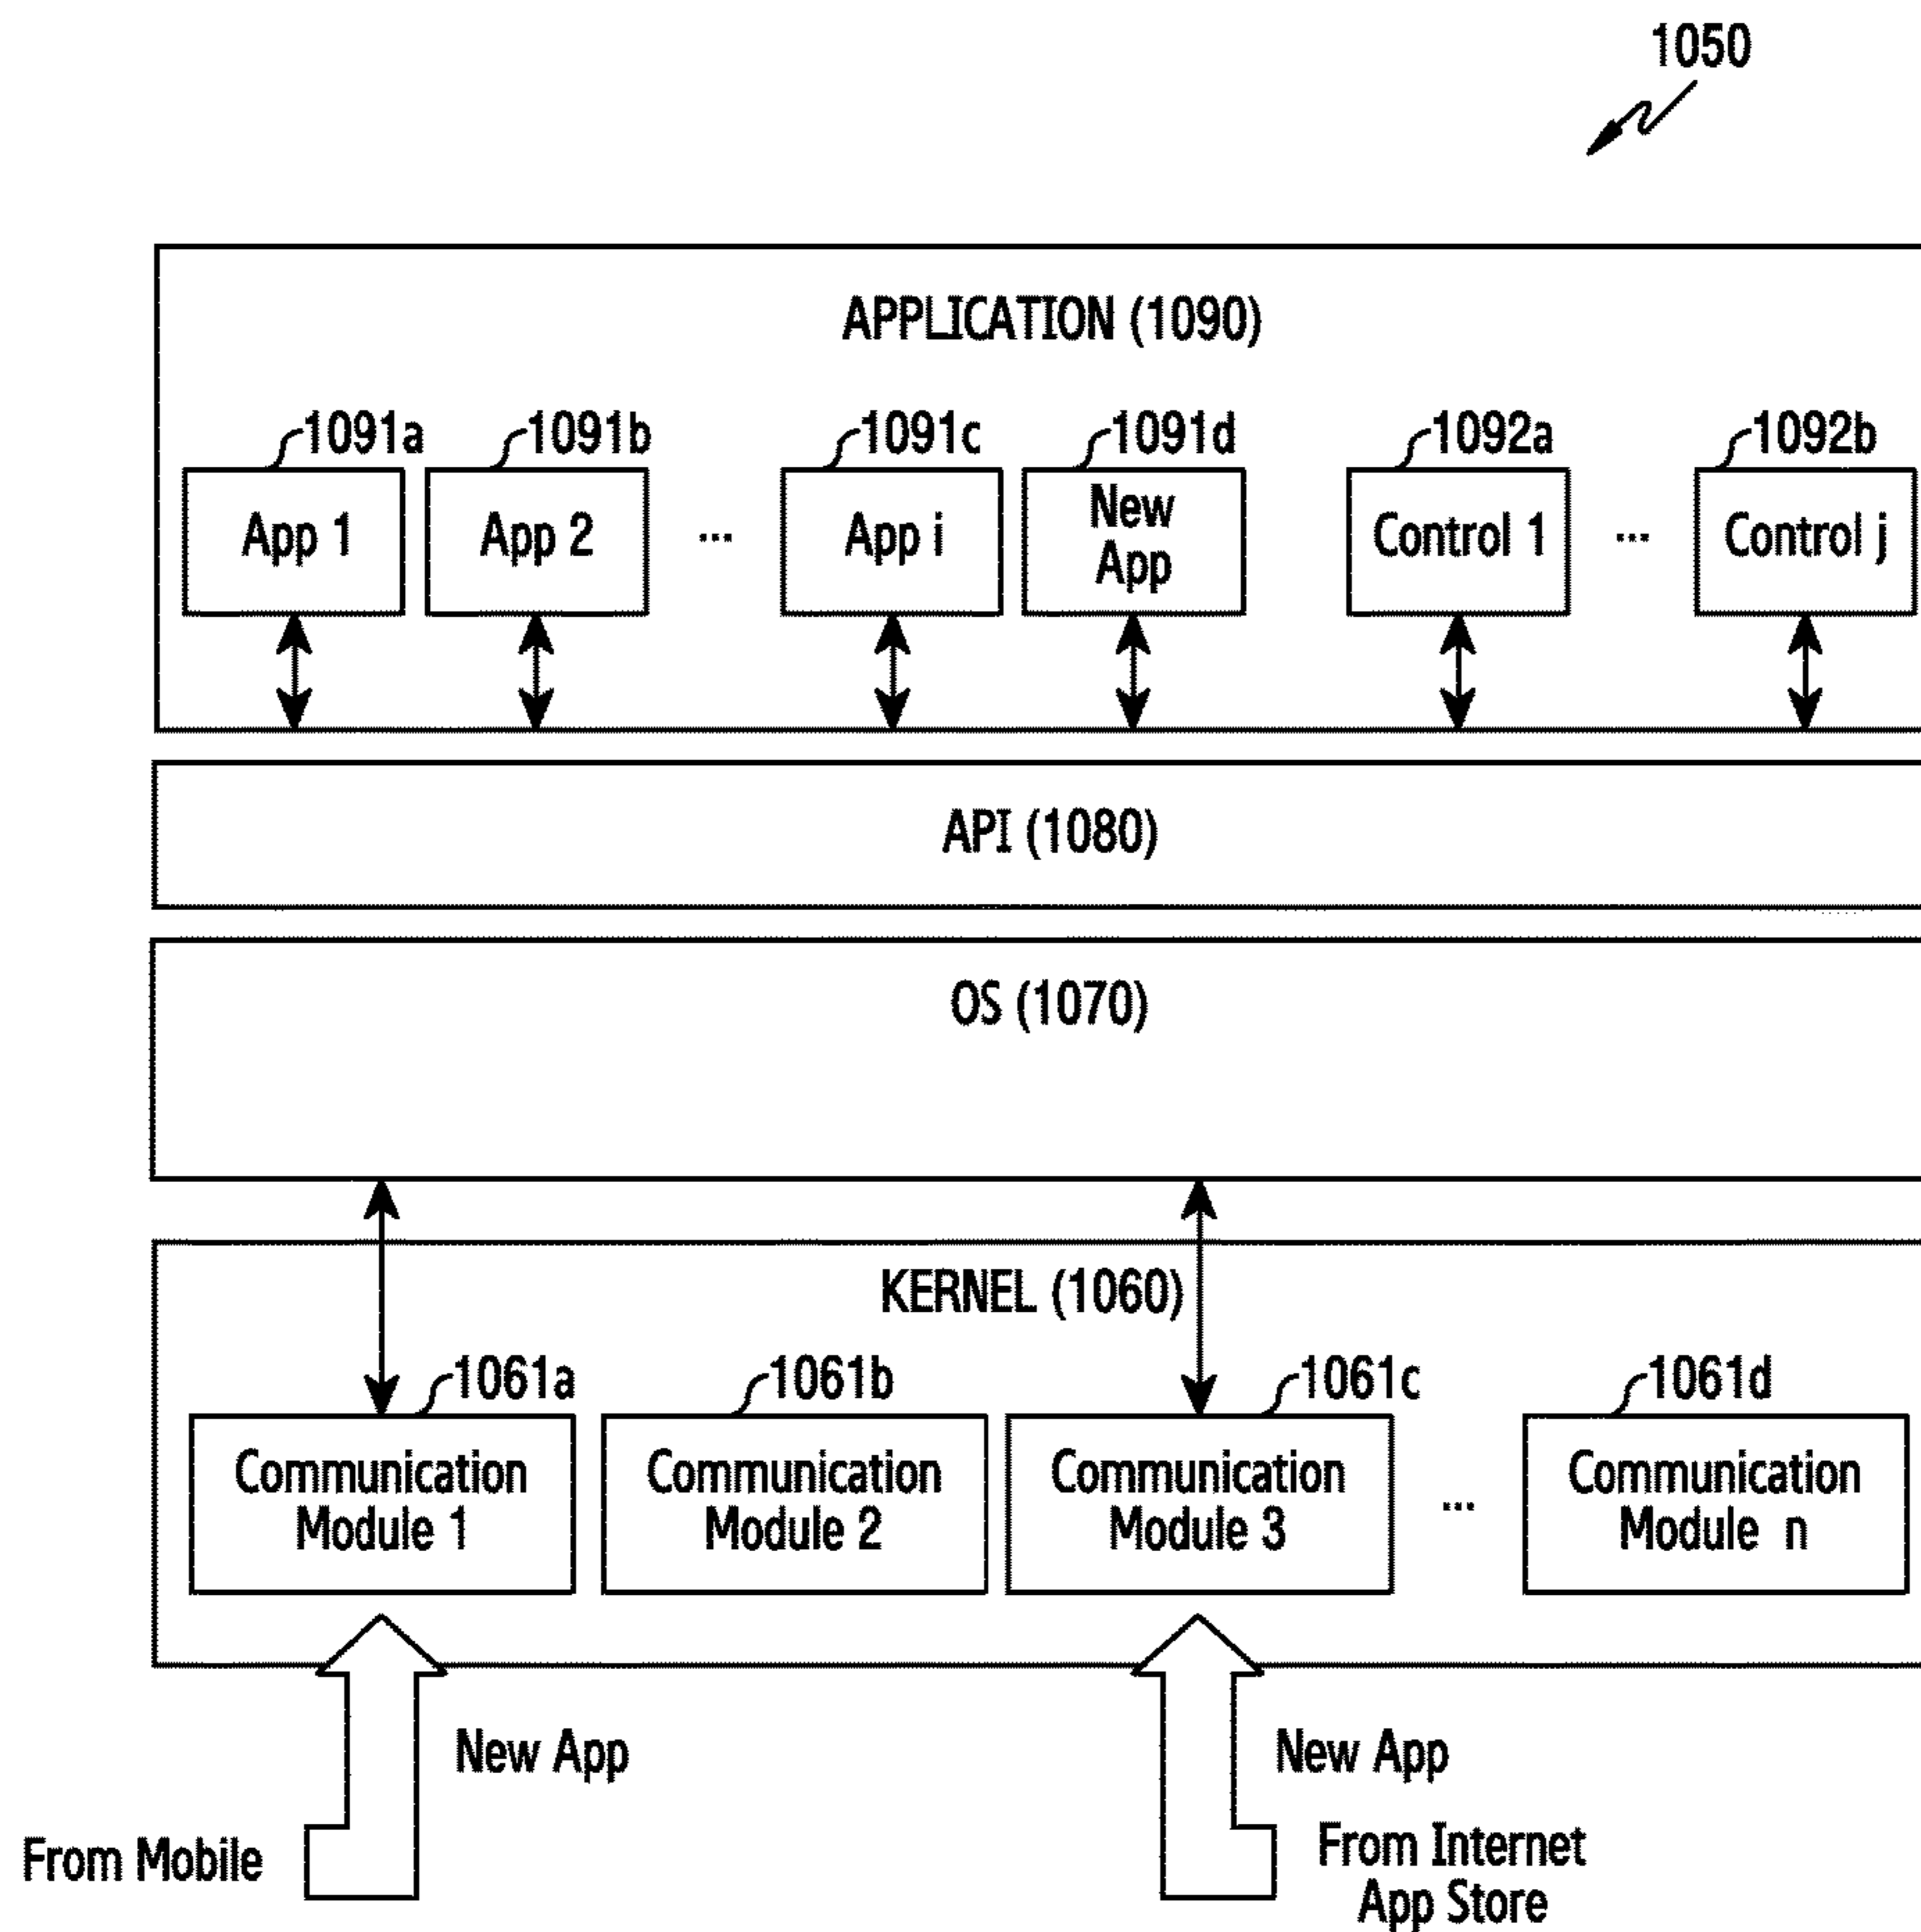 1050
APPLICATION (1090)
1091a
1091b
1091c
1091d
1092a
1092b
App 1
App 2
...
App i
New
App
Control 1
...
Control j
API (1080)
OS (1070)
KERNEL (1060)
1061a
1061b
1061c
1061d
Communication
Module 1
Communication
Module 2
Communication
Module 3
...
Communication
Module n
New App
New App
From Mobile
From Internet
App Store